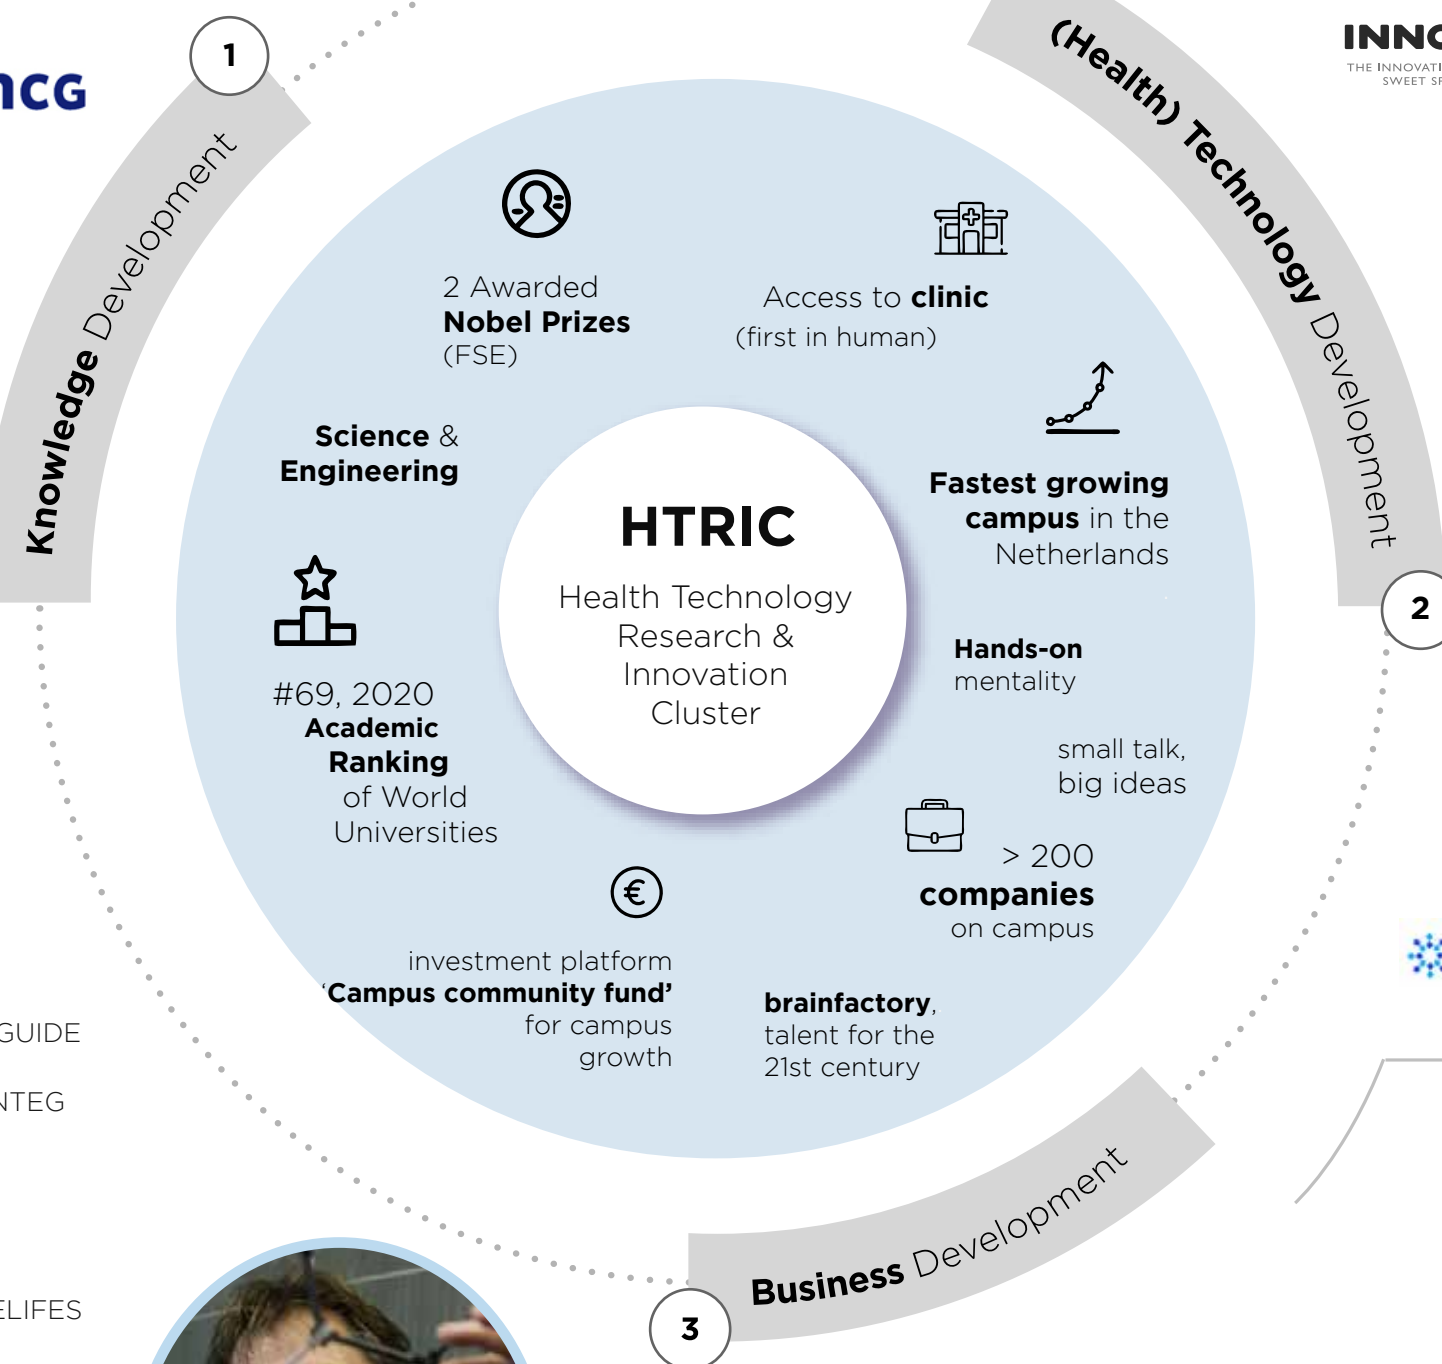 1
Knowledge Development
(Health) Technology Development
THE INNOVATI
SWEET SP
2 Awarded
Nobel Prizes
(FSE)
Access to clinic
(first in human)
Science &
Engineering
Fastest growing
campus in the
Netherlands
HTRIC
Health Technology
Research &
Innovation
Cluster
2
Hands-on
mentality
#69, 2020
Academic
Ranking
of World
Universities
small talk,
big ideas
> 200
companies
on campus
investment platform
‘Campus community fund’
for campus
growth
brainfactory,
talent for the
21st century
GUIDE
NTEG
ELIFES
Business Development
3